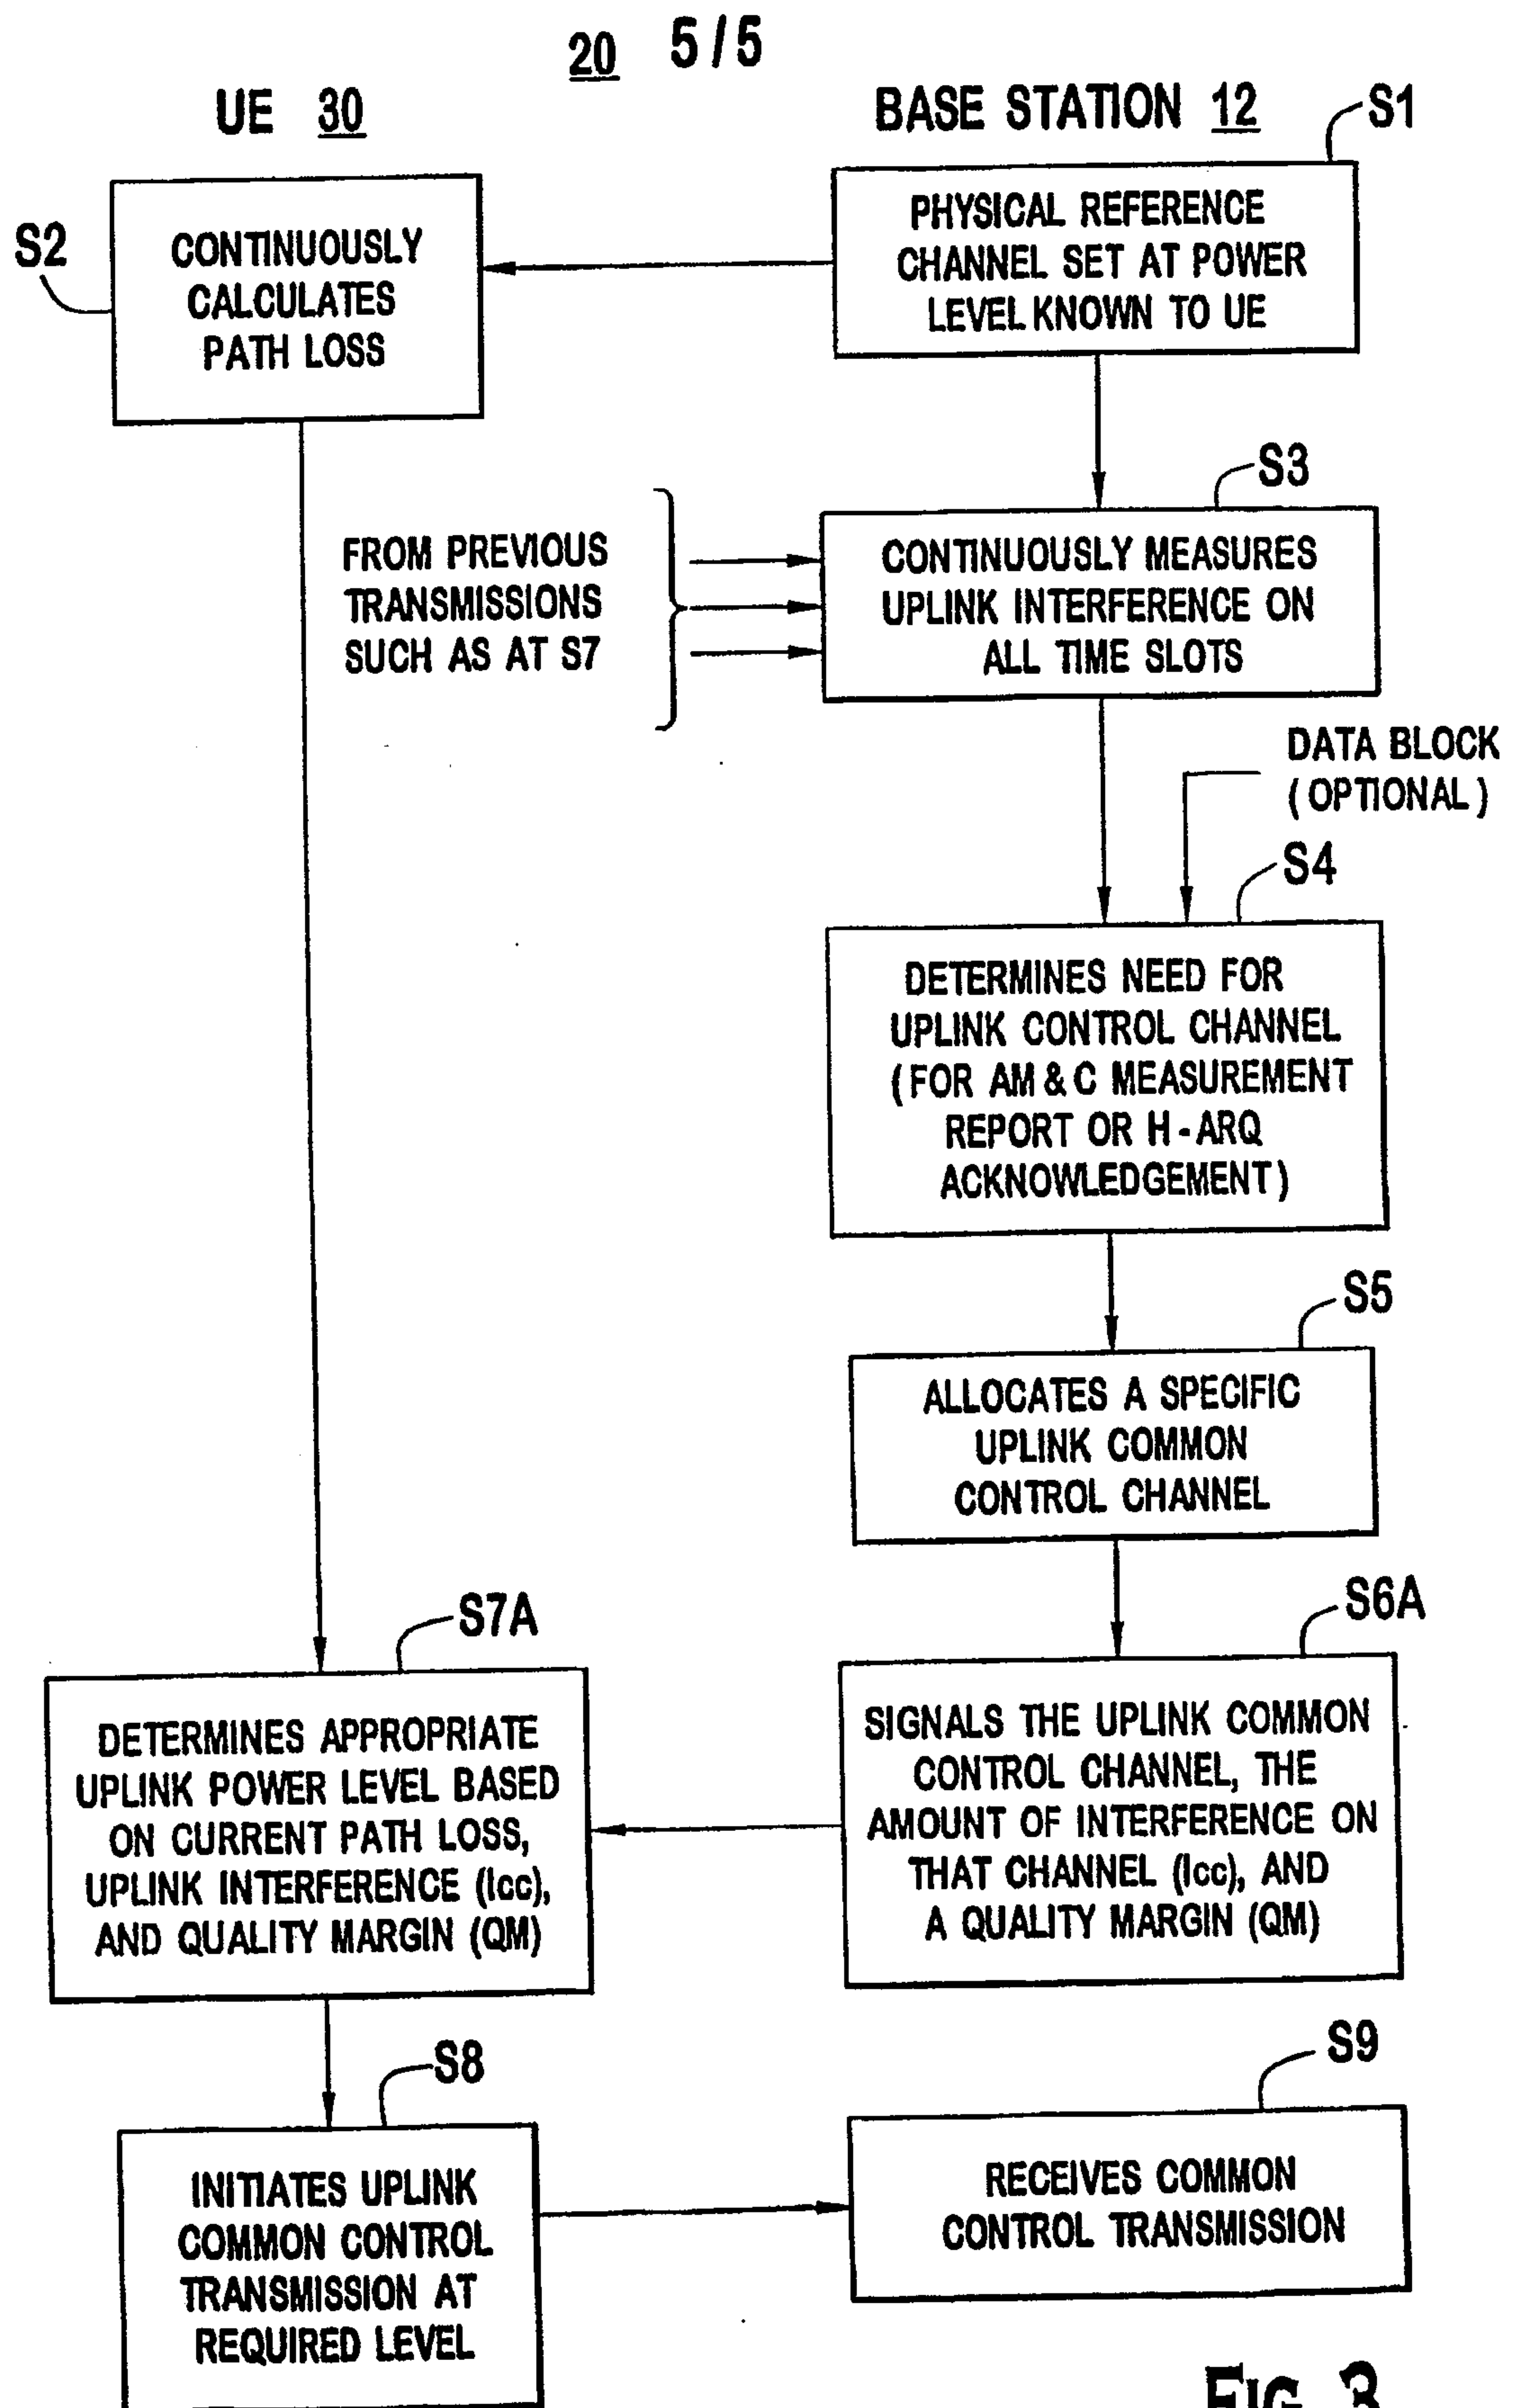 20 5/5
UE 30
BASE STATION 12
S1
PHYSICAL REFERENCE
CHANNEL SET AT POWER
LEVEL KNOWN TO UE
S2
CONTINUOUSLY
CALCULATES
PATH LOSS
S3
FROM PREVIOUS
TRANSMISSIONS
SUCH AS AT S7
CONTINUOUSLY MEASURES
UPLINK INTERFERENCE ON
ALL TIME SLOTS
DATA BLOCK
(OPTIONAL)
S4
DETERMINES NEED FOR
UPLINK CONTROL CHANNEL
(FOR AM & C MEASUREMENT
REPORT OR H-ARQ
ACKNOWLEDGEMENT)
S5
ALLOCATES A SPECIFIC
UPLINK COMMON
CONTROL CHANNEL
S6A
SIGNALS THE UPLINK COMMON
CONTROL CHANNEL, THE
AMOUNT OF INTERFERENCE ON
THAT CHANNEL (Icc), AND
A QUALITY MARGIN (QM)
S7A
DETERMINES APPROPRIATE
UPLINK POWER LEVEL BASED
ON CURRENT PATH LOSS,
UPLINK INTERFERENCE (Icc),
AND QUALITY MARGIN (QM)
S8
INITIATES UPLINK
COMMON CONTROL
TRANSMISSION AT
REQUIRED LEVEL
S9
RECEIVES COMMON
CONTROL TRANSMISSION
FIG. 3